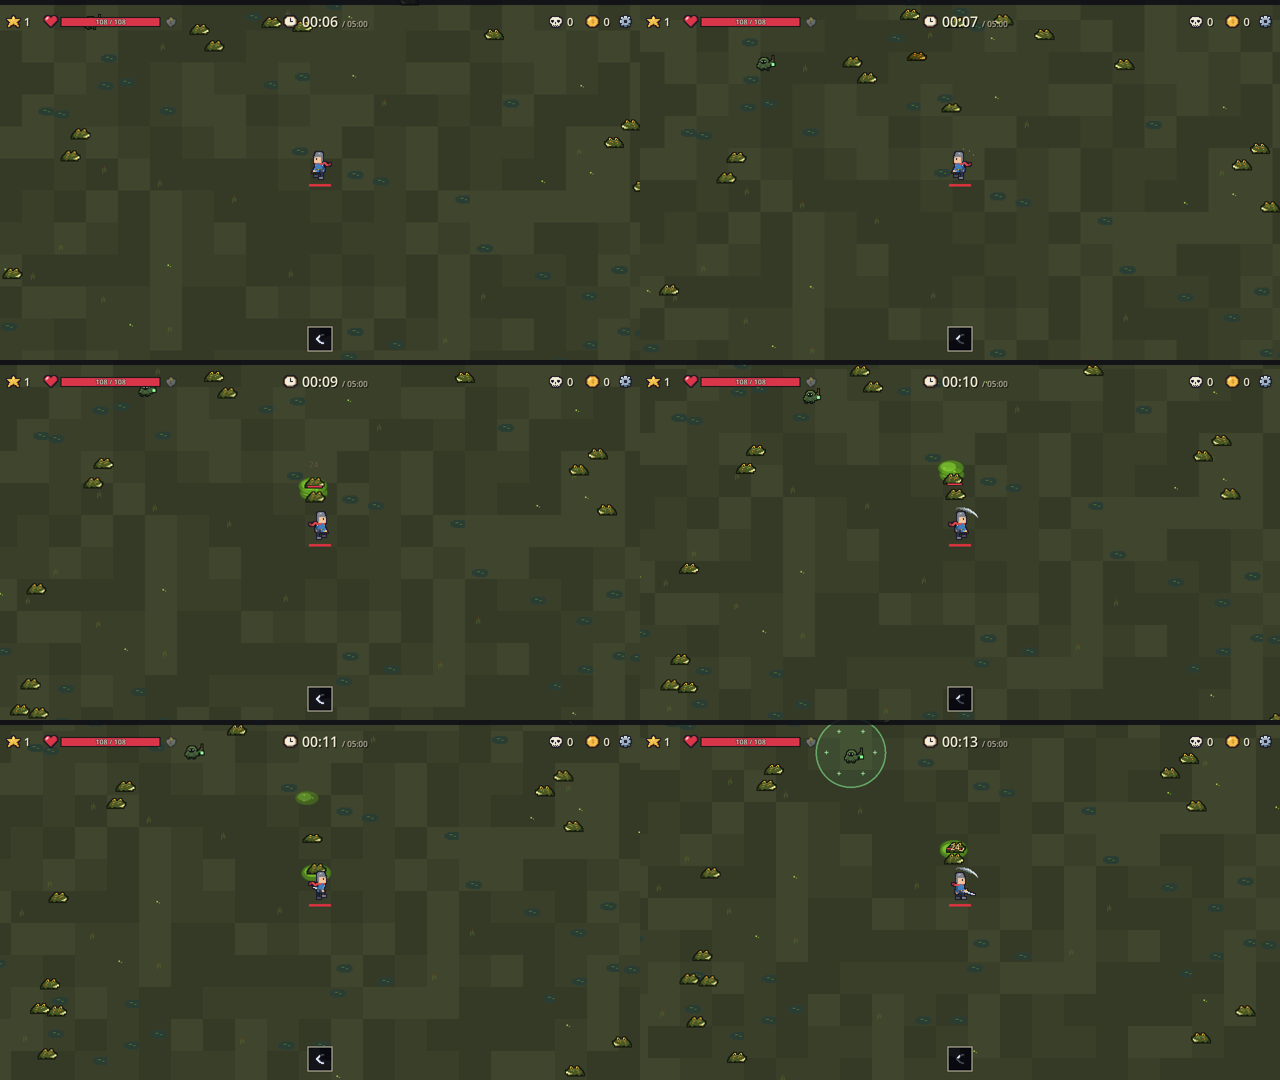 1 108 / 108 00:06 / 05:00 0 0
1 108 / 108 00:07 / 05:00 0 0
1 108 / 108 00:09 / 05:00 0 0
24
1 108 / 108 00:10 / 05:00 0 0
1 108 / 108 00:11 / 05:00 0 0
1 108 / 108 00:13 / 05:00 0 0
24